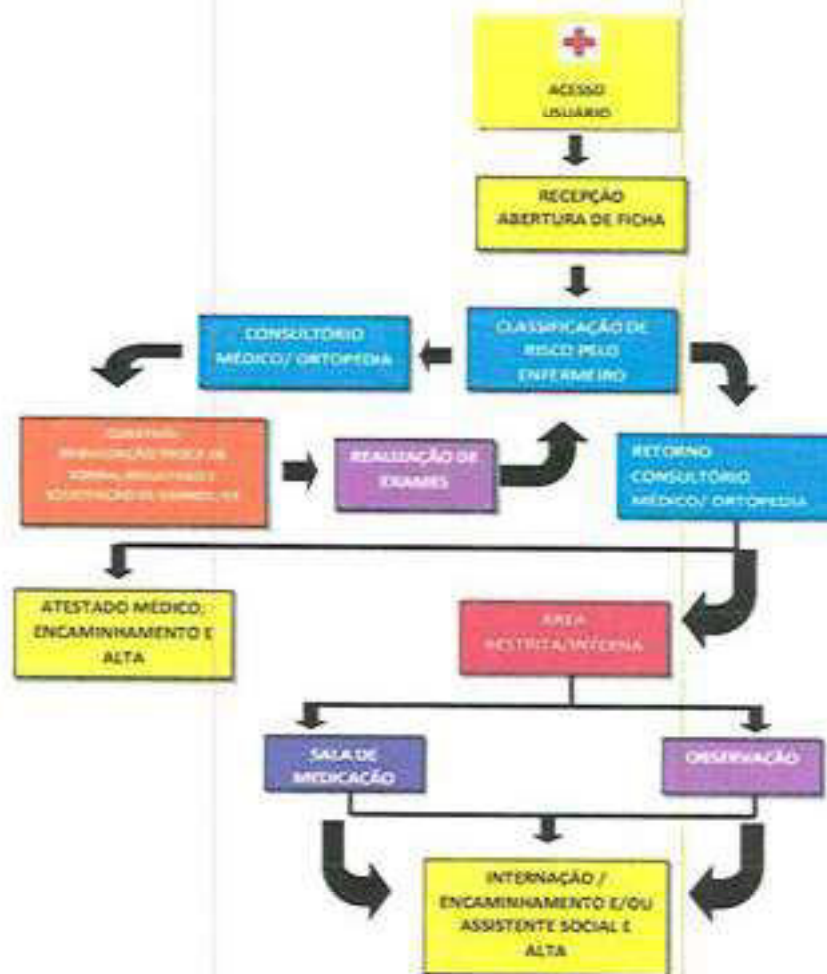 ACESSO
USUÁRIO
RECEPÇÃO
ABERTURA DE FICHA
CLASSIFICAÇÃO DE
RISCO PELO
ENFERMEIRO
CONSULTÓRIO
MÉDICO/ ORTOPEDIA
REALIZAÇÃO DE
EXAMES
RETORNO
CONSULTÓRIO
MÉDICO/ ORTOPEDIA
ATESTADO MÉDICO,
ENCAMINHAMENTO E
ALTA
ÁREA
RESTRITA/INTERNA
SALA DE
MEDICAÇÃO
OBSERVAÇÃO
INTERNAÇÃO /
ENCAMINHAMENTO E/OU
ASSISTENTE SOCIAL E
ALTA